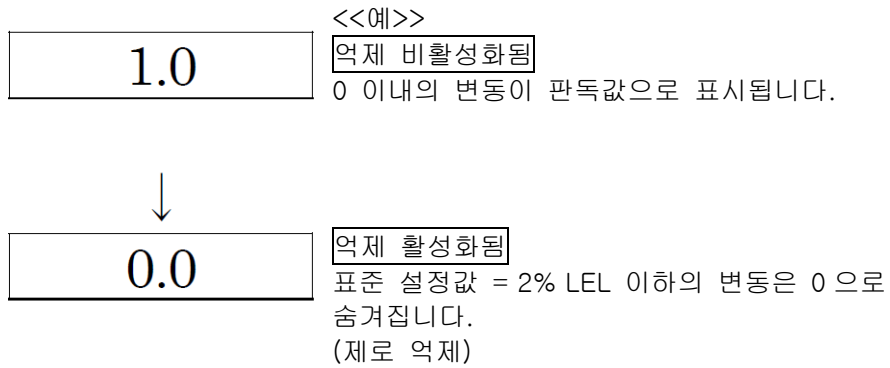 <<예>>
1.0
억제 비활성화됨
0 이내의 변동이 판독값으로 표시됩니다.
↓
0.0
억제 활성화됨
표준 설정값 = 2% LEL 이하의 변동은 0 으로
숨겨집니다.
(제로 억제)